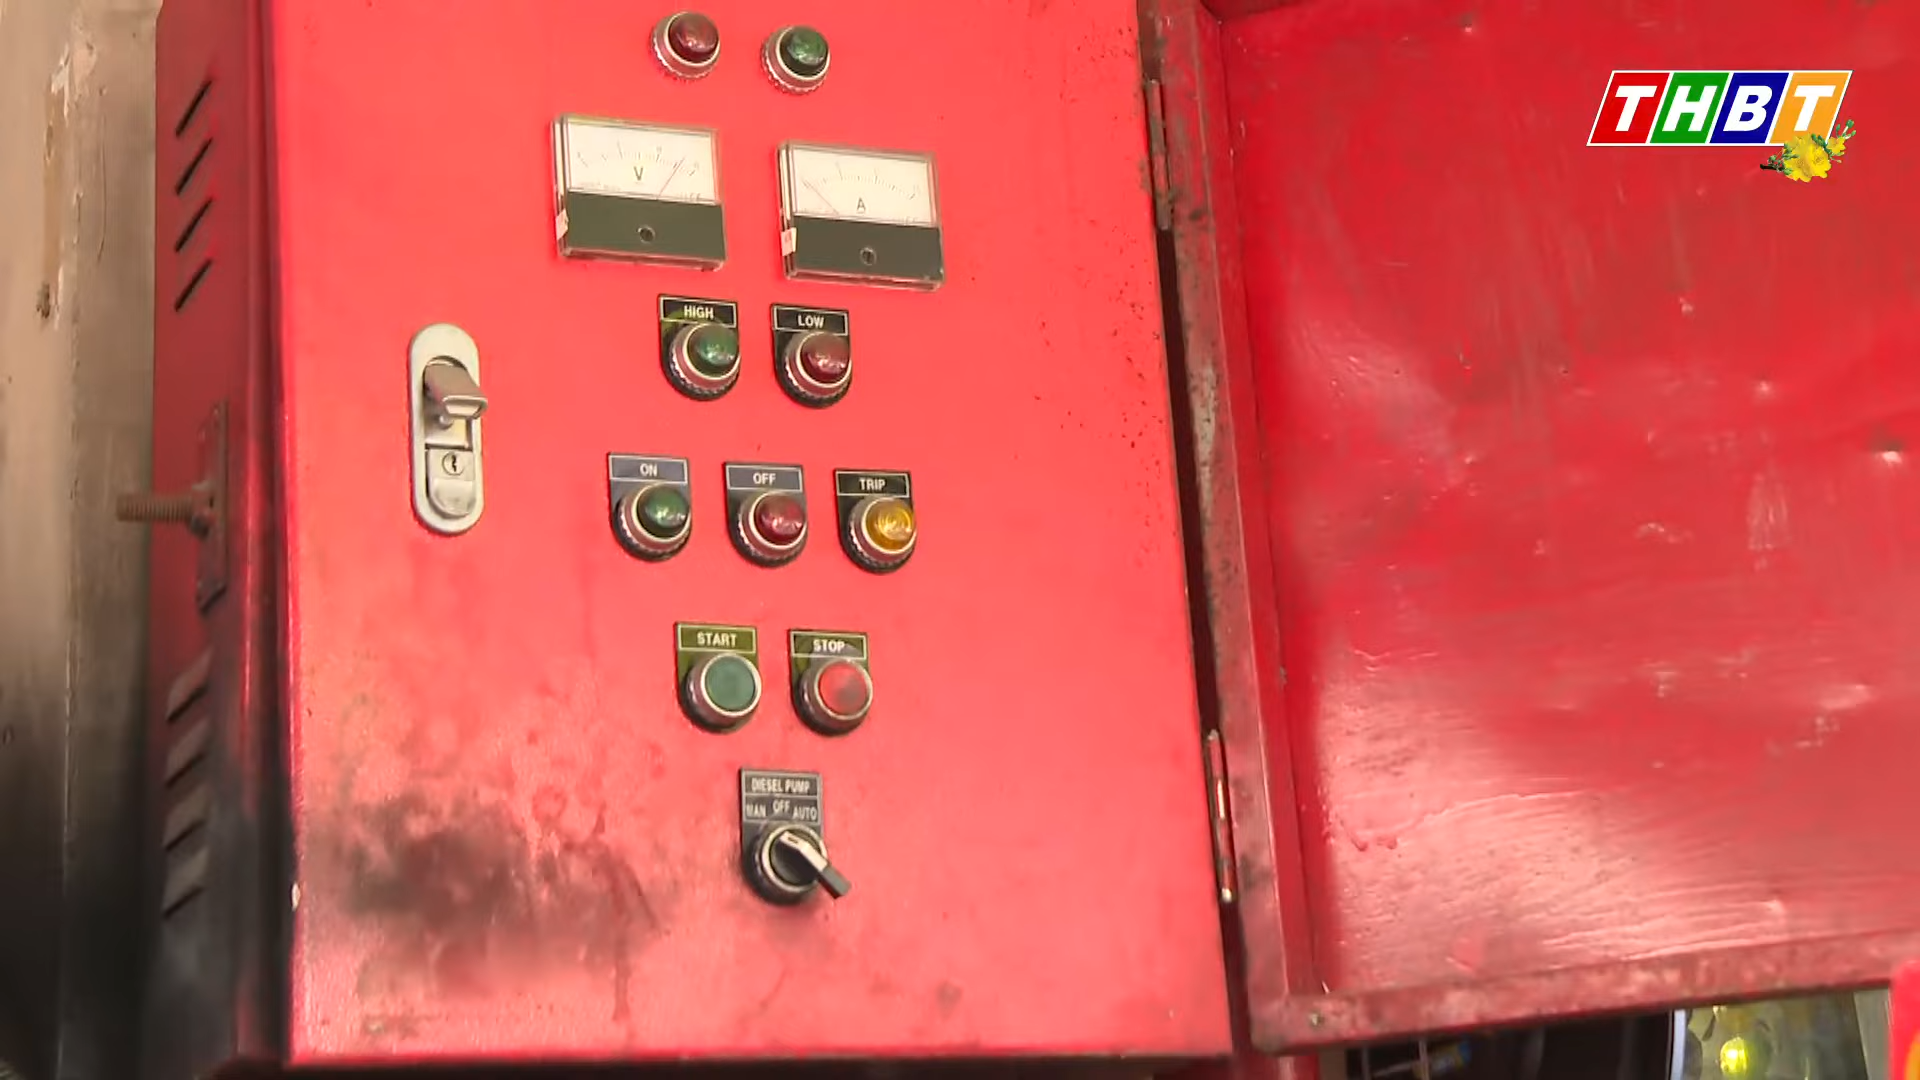 THBT
V
A
HIGH
LOW
ON
OFF
TRIP
START
STOP
DIESEL PUMP
MAN OFF AUTO